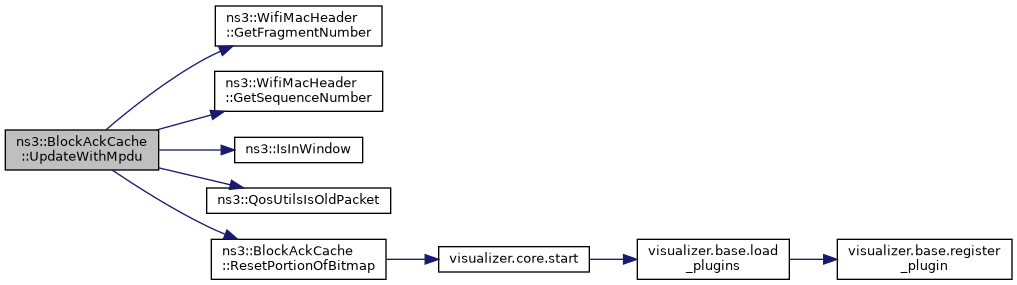 ns3::BlockAckCache
::UpdateWithMpdu
ns3::WifiMacHeader
::GetFragmentNumber
ns3::WifiMacHeader
::GetSequenceNumber
ns3::IsInWindow
ns3::QosUtilsIsOldPacket
ns3::BlockAckCache
::ResetPortionOfBitmap
visualizer.core.start
visualizer.base.load
_plugins
visualizer.base.register
_plugin